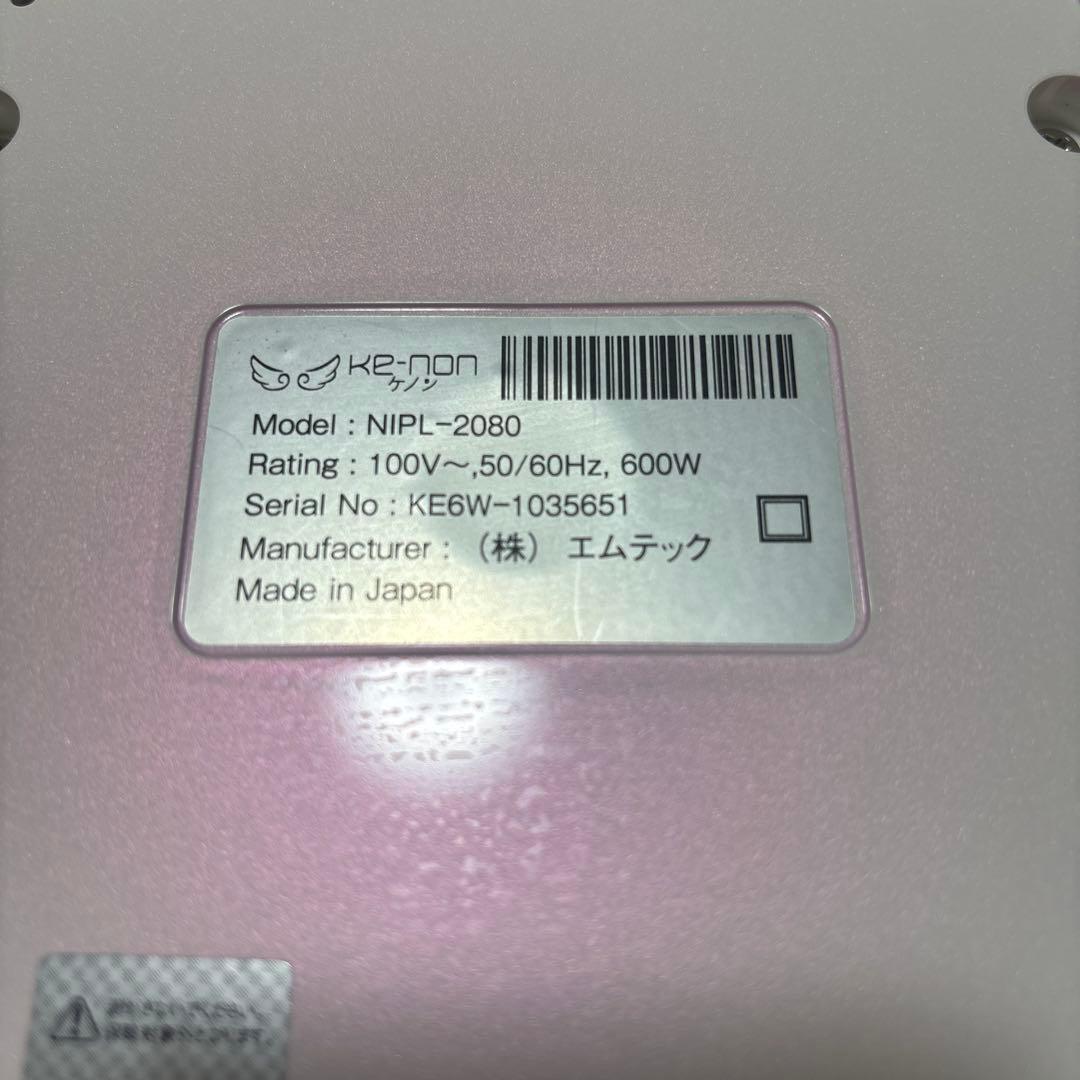 Ke-non
ケノン
Model : NIPL-2080
Rating : 100V～,50/60Hz, 600W
Serial No : KE6W-1035651
Manufacturer : （株） エムテック
Made in Japan